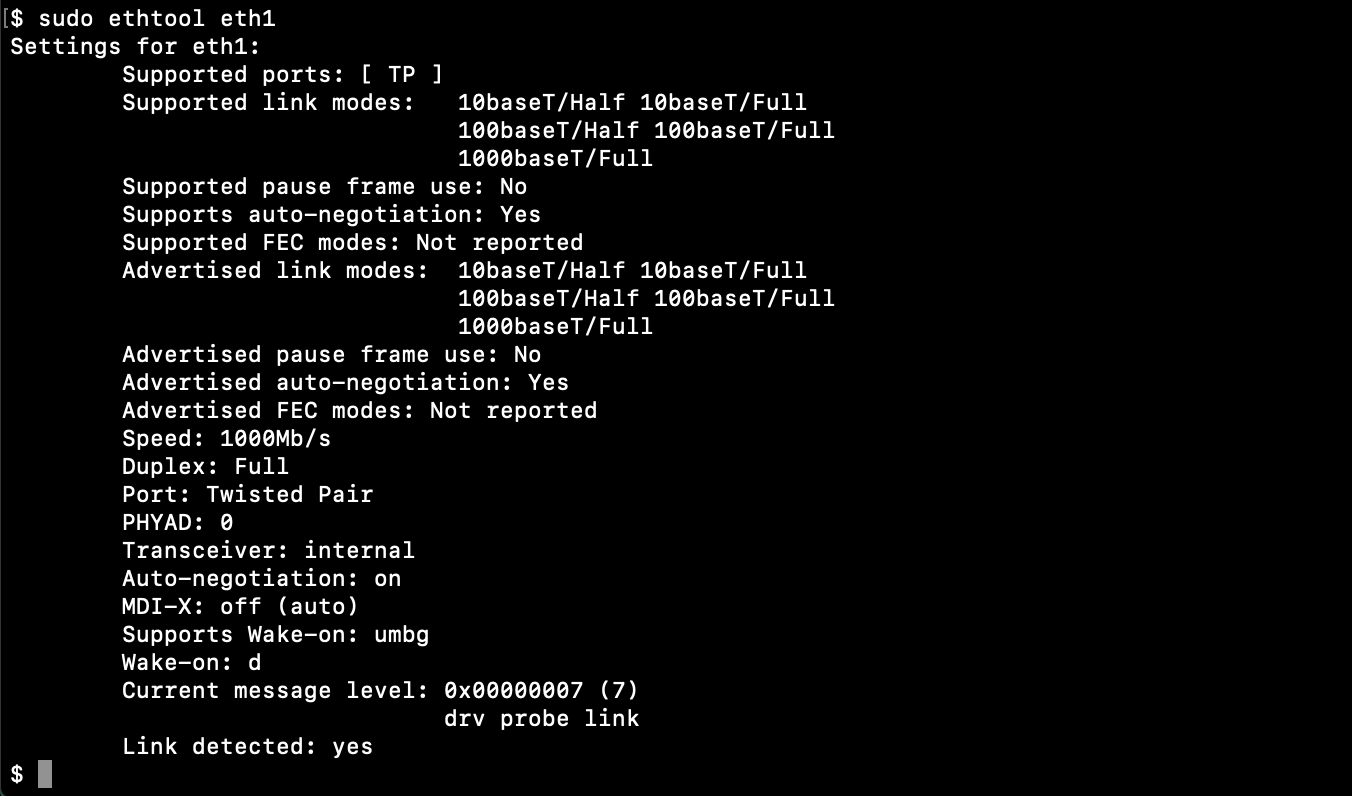 [$ sudo ethtool eth1
Settings for eth1:
        Supported ports: [ TP ]
        Supported link modes:   10baseT/Half 10baseT/Full
                                100baseT/Half 100baseT/Full
                                1000baseT/Full
        Supported pause frame use: No
        Supports auto-negotiation: Yes
        Supported FEC modes: Not reported
        Advertised link modes:  10baseT/Half 10baseT/Full
                                100baseT/Half 100baseT/Full
                                1000baseT/Full
        Advertised pause frame use: No
        Advertised auto-negotiation: Yes
        Advertised FEC modes: Not reported
        Speed: 1000Mb/s
        Duplex: Full
        Port: Twisted Pair
        PHYAD: 0
        Transceiver: internal
        Auto-negotiation: on
        MDI-X: off (auto)
        Supports Wake-on: umbg
        Wake-on: d
        Current message level: 0x00000007 (7)
                               drv probe link
        Link detected: yes
$